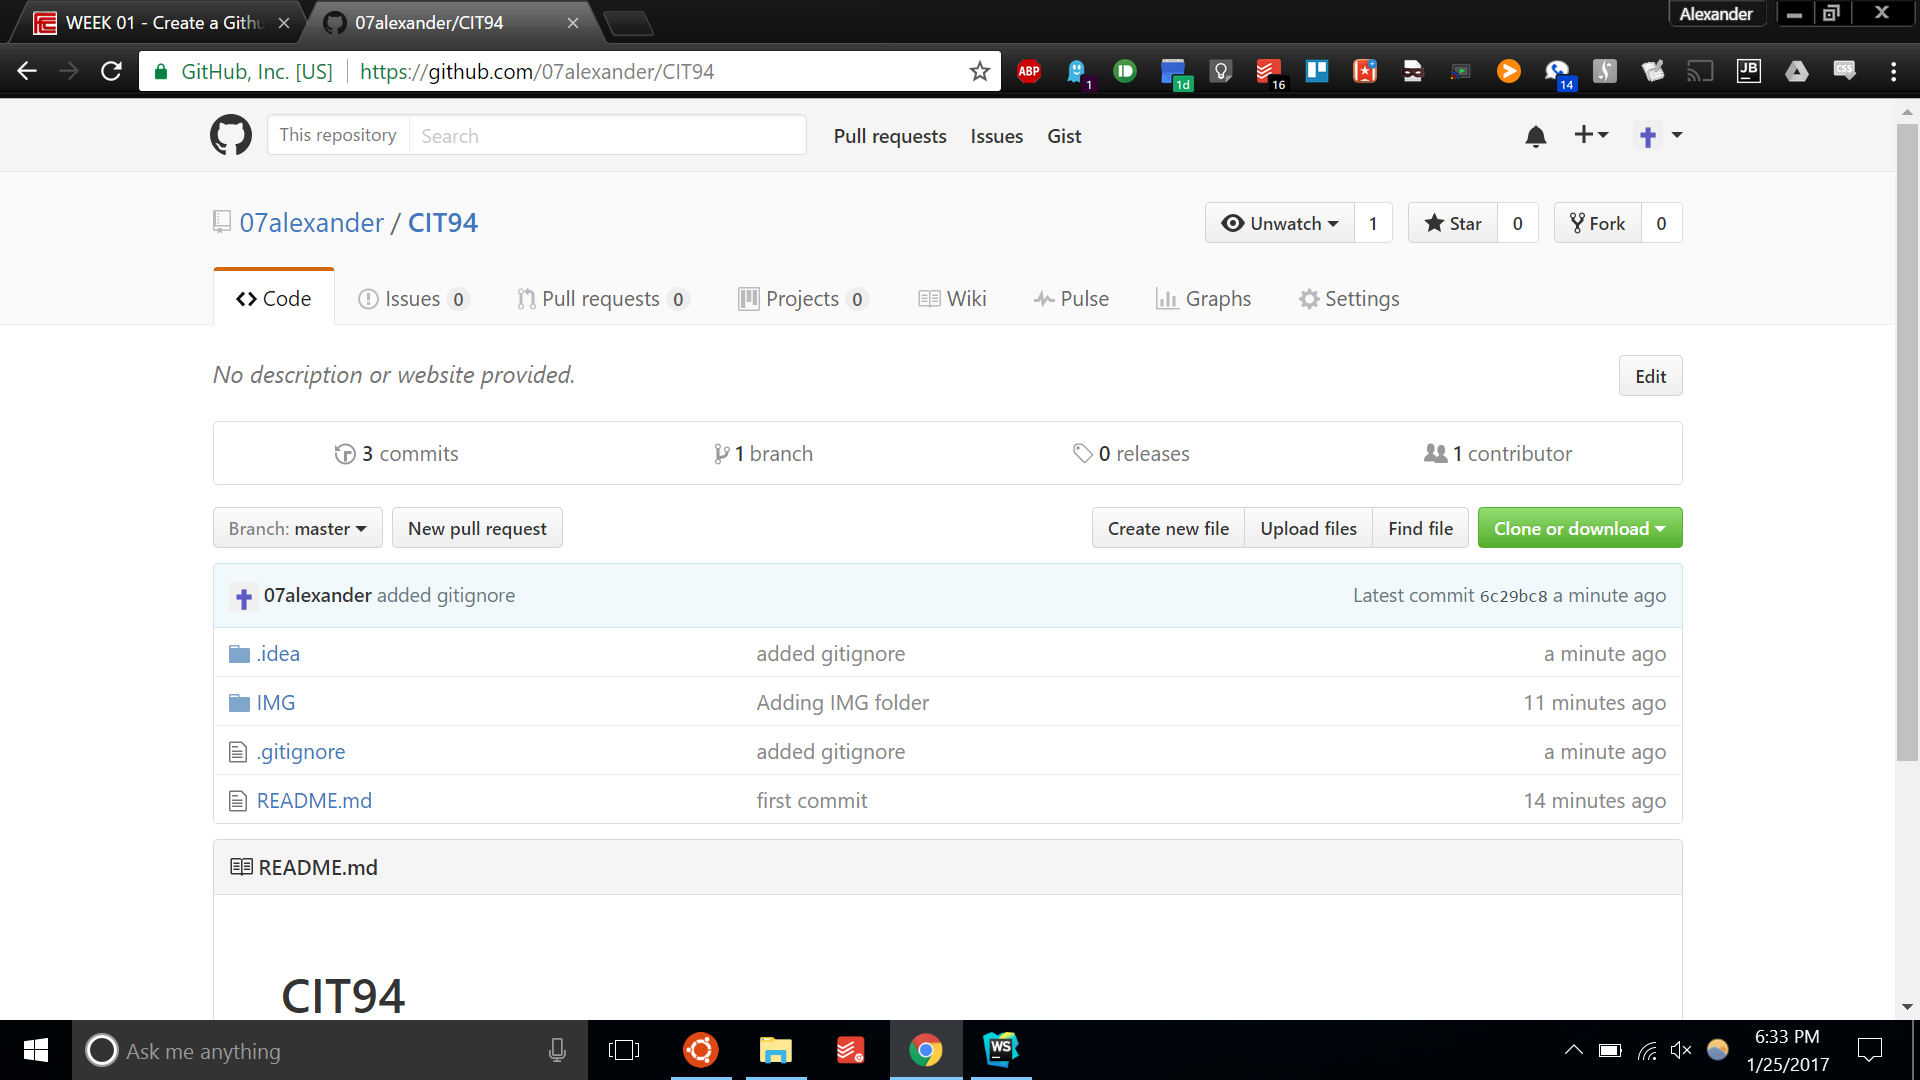 WEEK 01 - Create a Githu
07alexander/CIT94
Alexander
GitHub, Inc. [US]
https://github.com/07alexander/CIT94
ABP
1
1d
16
14
JB
CSS
This repository
Search
Pull requests
Issues
Gist
07alexander / CIT94
Unwatch
1
Star
0
Fork
0
Code
Issues 0
Pull requests 0
Projects 0
Wiki
Pulse
Graphs
Settings
No description or website provided.
Edit
3 commits
1 branch
0 releases
1 contributor
Branch: master
New pull request
Create new file
Upload files
Find file
Clone or download
07alexander added gitignore
Latest commit 6c29bc8 a minute ago
.idea
added gitignore
a minute ago
IMG
Adding IMG folder
11 minutes ago
.gitignore
added gitignore
a minute ago
README.md
first commit
14 minutes ago
README.md
CIT94
Ask me anything
WS
6:33 PM
1/25/2017